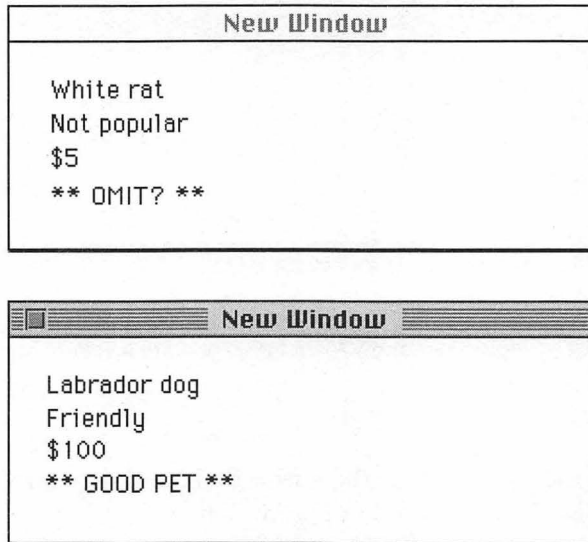 New Window
White rat
Not popular
$5
** OMIT? **
New Window
Labrador dog
Friendly
$100
** GOOD PET **